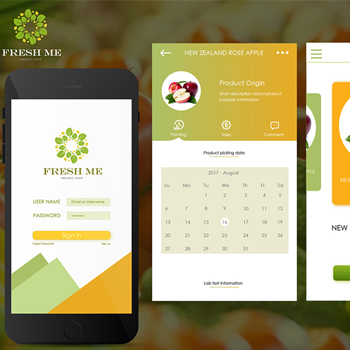 FRESH ME
ORGANIC FOOD
FRESH ME
ORGANIC FOOD
USER NAME
Email or Username
PASSWORD
Sign In
Forgot Password?
Sign up
NEW ZEALAND ROSE APPLE
Product Origin
Short description about product
support information
Planting
Sales
Comment
Product picking date
2017 - August
Su Mo Tu We Th Fr Sa
1 2 3 4 5
6 7 8 9 10 11 12
13 14 15 16 17 18 19
20 21 22 23 24 25 26
27 28 29 30 31
Lab test information
NEW